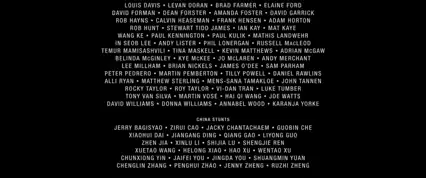 LOUIS DAVIS • LEVAN DORAN • BRAD FARMER • ELAINE FORD
DAVID FORMAN • DEAN FORSTER • AMANDA FOSTER • DAVID GARRICK
ROB HAYNS • CALVIN HEASEMAN • FRANK HENSEN • ADAM HORTON
ROB HUNT • STEWART TIDD JAMES • IAN KAY • MAT KAYE
WANG KE • PAUL KENNINGTON • PAUL KULIK • MATHIS LANDWEHR
IN SEOB LEE • ANDY LISTER • PHIL LONERGAN • RUSSELL MacLEOD
TEMUR MAMISASHVILI • TINA MASKELL • KEVIN MATTHEWS • ADRIAN McGAW
BELINDA McGINLEY • KYE McKEE • JO McLAREN • ANDY MERCHANT
LEE MILLHAM • BRIAN NICKELS • JAMES O'DEE • SAM PARHAM
PETER PEDRERO • MARTIN PEMBERTON • TILLY POWELL • DANIEL RAWLINS
ALLI RYAN • MATTHEW STERLING • MENS-SANA TAMAKLOE • JOHN TANNEN
ROCKY TAYLOR • ROY TAYLOR • VI-DAN TRAN • LUKE TUMBER
TONY VAN SILVA • MARTIN VOSE • HAI QI WANG • JOE WATTS
DAVID WILLIAMS • DONNA WILLIAMS • ANNABEL WOOD • KARANJA YORKE
CHINA STUNTS
JERRY BAGISYAO • ZIRUI CAO • JACKY CHANTACHAEM • GUOBIN CHE
XIAOHUI DAI • JIANGANG DING • QIANG GAO • LIYONG GUO
ZHEN JIA • XINLU LI • SHIJIA LU • SHENGJIE REN
XUETAO WANG • HELONG XIAO • HAO XU • WENTAO XU
CHUNXIONG YIN • JAIFEI YOU • JINGDA YU • SHUANGMIN YUAN
CHENGLIN ZHANG • PENGHUI ZHAO • JENNY ZHENG • RUZHI ZHENG